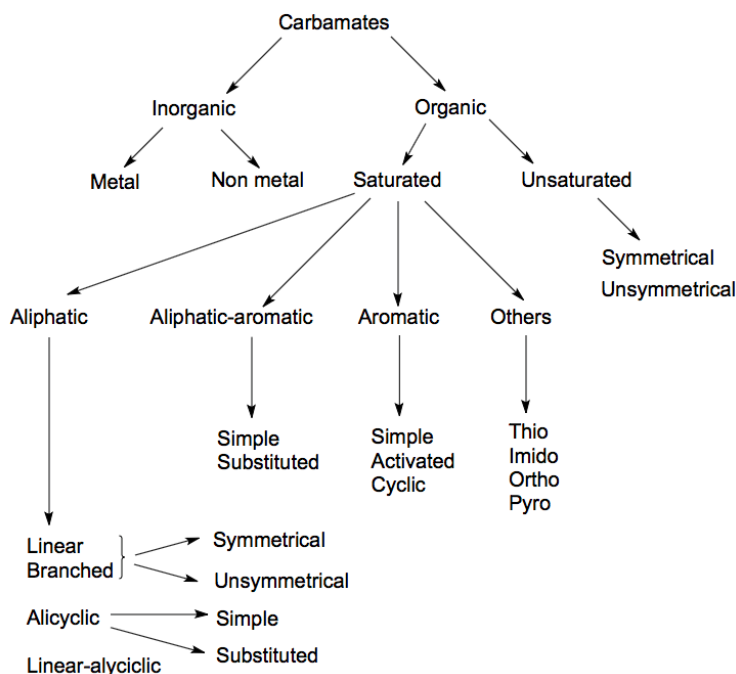 Carbamates
Inorganic
Organic
Metal
Non metal
Saturated
Unsaturated
Symmetrical
Unsymmetrical
Aliphatic
Aliphatic-aromatic
Aromatic
Others
Simple
Substituted
Simple
Activated
Cyclic
Thio
Imido
Ortho
Pyro
Linear
Branched
Symmetrical
Unsymmetrical
Alicyclic
Simple
Substituted
Linear-alyciclic